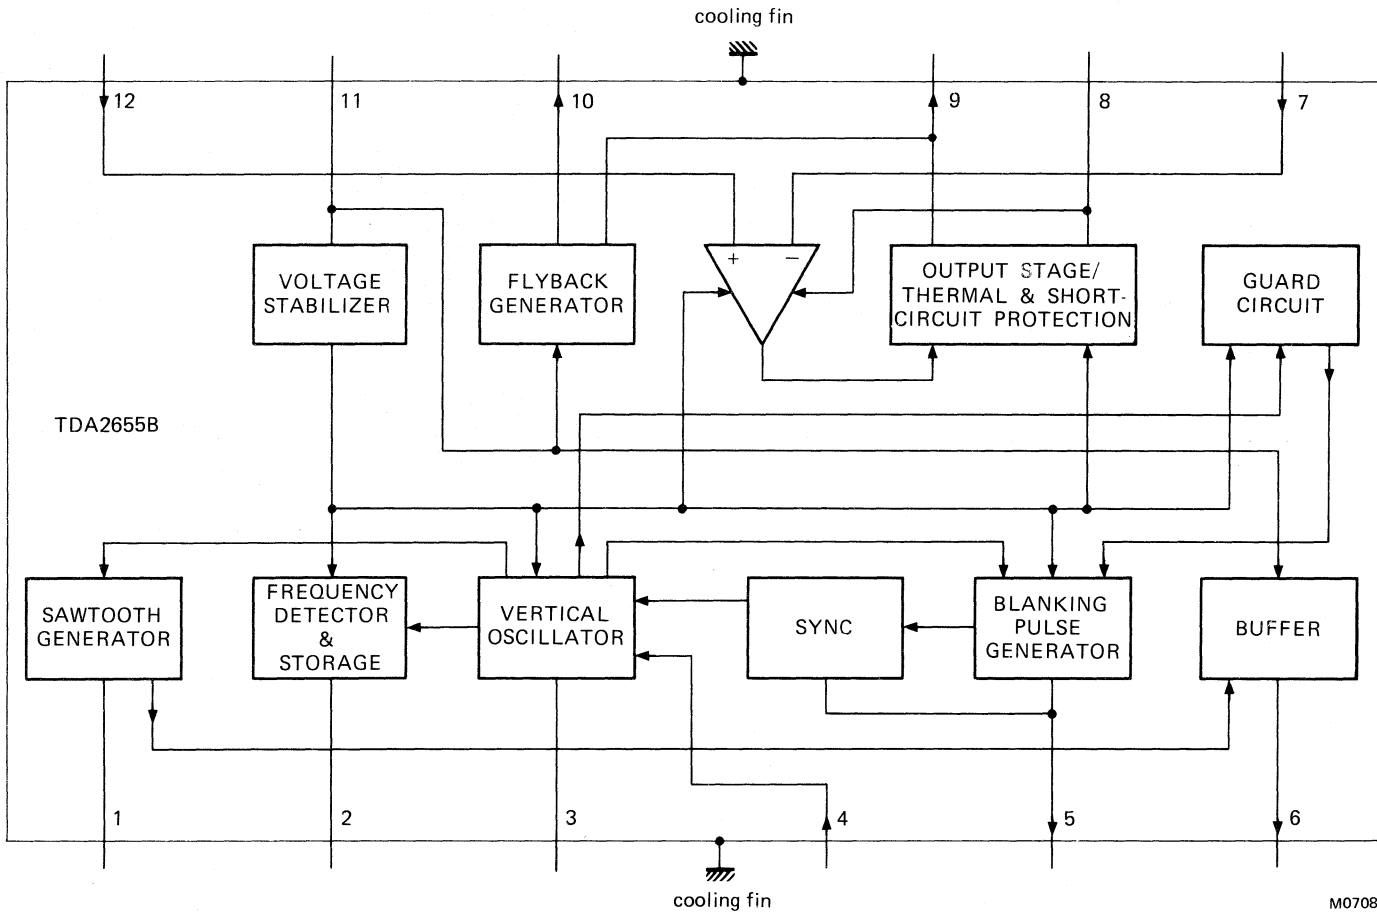 cooling fin
12
11
10
9
8
7
VOLTAGE
STABILIZER
FLYBACK
GENERATOR
+
−
OUTPUT STAGE/
THERMAL & SHORT-
CIRCUIT PROTECTION
GUARD
CIRCUIT
TDA2655B
SAWTOOTH
GENERATOR
FREQUENCY
DETECTOR
&
STORAGE
VERTICAL
OSCILLATOR
SYNC
BLANKING
PULSE
GENERATOR
BUFFER
1
2
3
4
5
6
cooling fin
M0708